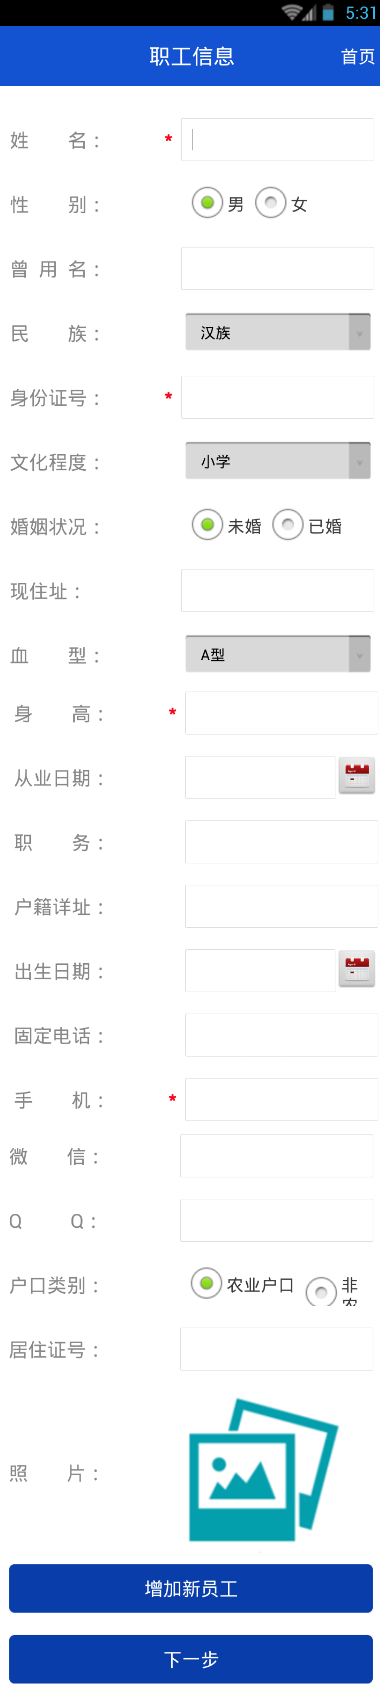 5:31
职工信息 首页
姓 名： *
性 别： 男 女
曾 用 名：
民 族： 汉族
身份证号： *
文化程度： 小学
婚姻状况： 未婚 已婚
现住址：
血 型： A型
身 高： *
从业日期：
职 务：
户籍详址：
出生日期：
固定电话：
手 机： *
微 信：
Q Q：
户口类别： 农业户口 非
农
居住证号：
照 片：
增加新员工
下一步